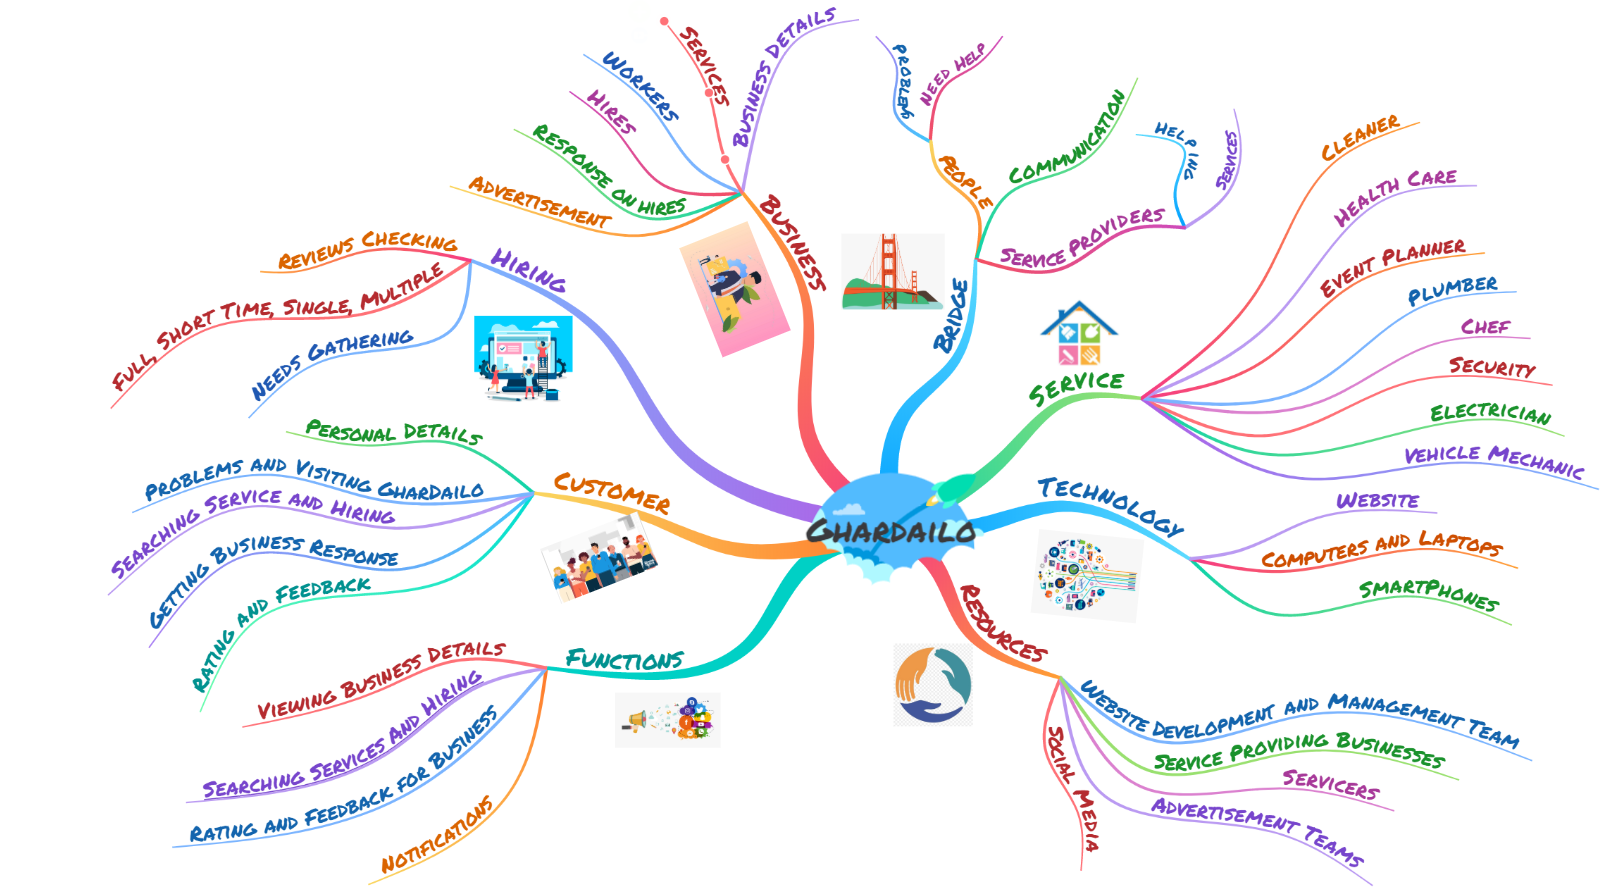 Ghardailo
Business
Business Details
Services
Workers
Hires
Response on hires
Advertisement
Bridge
People
Problems
Need Help
Communication
Service Providers
Helping
Services
Service
Cleaner
Health Care
Event Planner
Plumber
Chef
Security
Electrician
Vehicle Mechanic
Technology
Website
Computers and Laptops
SmartPhones
Resources
Website Development and Management Team
Service Providing Businesses
Servicers
Advertisement Teams
Social Media
Functions
Viewing Business Details
Searching Services And Hiring
Rating and Feedback for Business
Notifications
Customer
Personal Details
Problems and Visiting GharDailo
Searching Service and Hiring
Getting Business Response
Rating and Feedback
Hiring
Reviews Checking
Full, Short Time, Single, Multiple
Needs Gathering